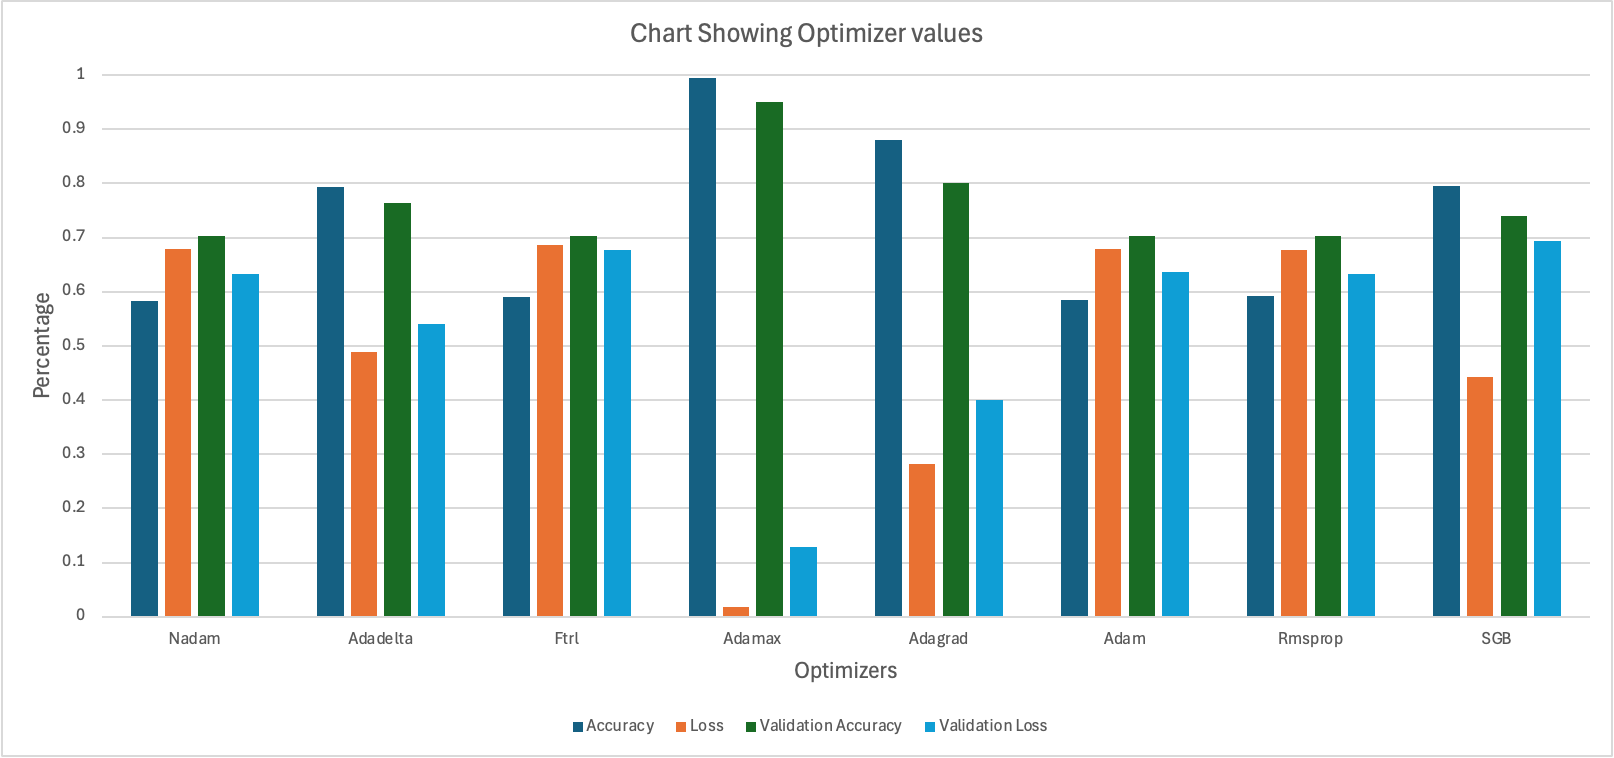 Chart Showing Optimizer values
1
0.9
0.8
0.7
0.6
0.5
0.4
0.3
0.2
0.1
0
Percentage
Nadam Adadelta Ftrl Adamax Adagrad Adam Rmsprop SGB
Optimizers
Accuracy Loss Validation Accuracy Validation Loss